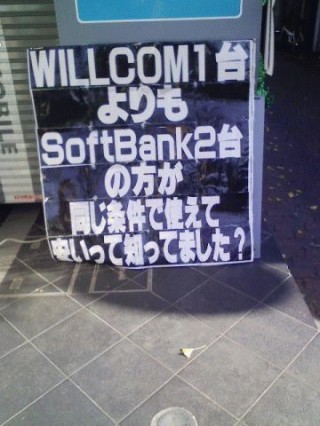 WILLCOM1台
よりも
SoftBank2台
の方が
同じ条件で使えて
安いって知ってました？
MOBILE